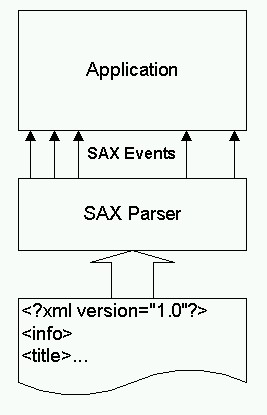 Application
SAX Events
SAX Parser
<?xml version="1.0"?>
<info>
<title>...